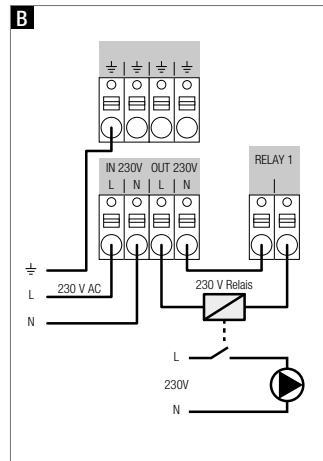 B
IN 230V OUT 230V
L N L N
RELAY 1
L 230 V AC
N
230 V Relais
L
230V
N